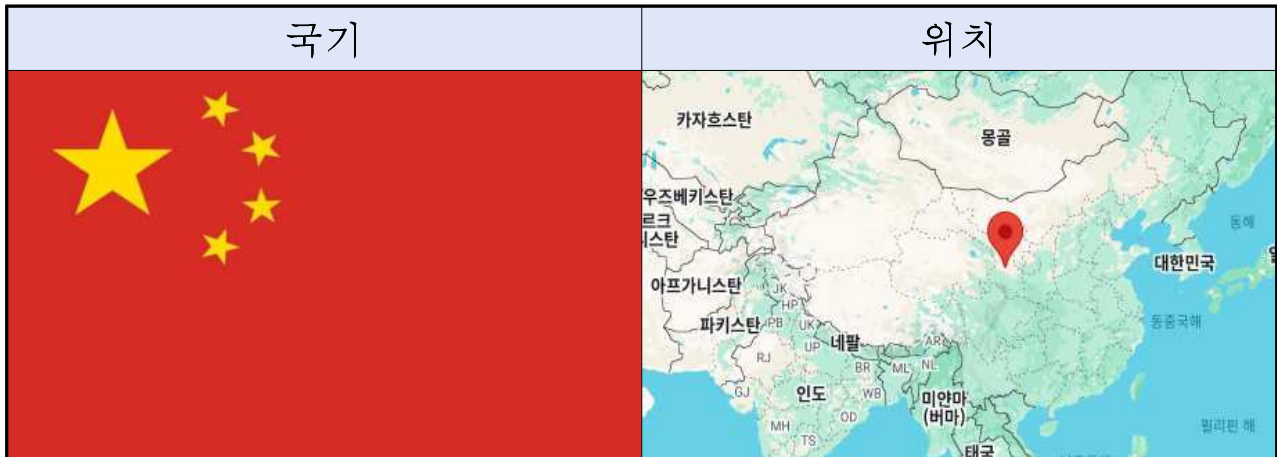 국기
위치
카자흐스탄
몽골
우즈베키스탄
동해
대한민국
아프가니스탄
JK
HP
파키스탄
PB
UK
동중국해
UP
네팔
AR
RJ
BR
ML
NL
GJ
인도
WB
미얀마
(버마)
OD
MH
필리핀 해
TS
태국